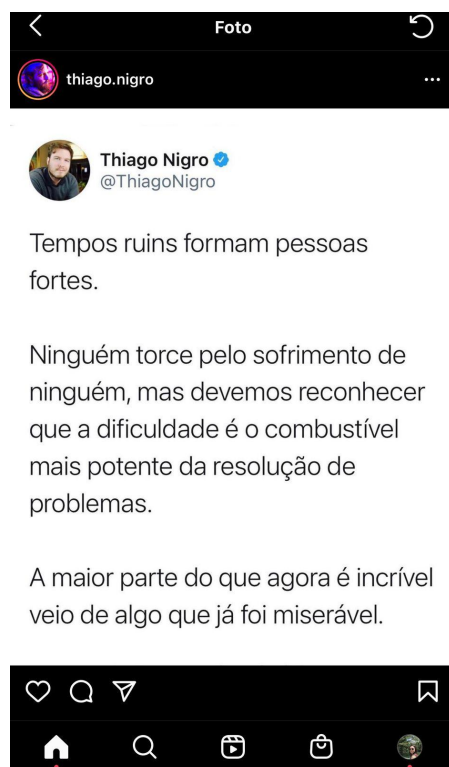 Foto
thiago.nigro
Thiago Nigro
@ThiagoNigro
Tempos ruins formam pessoas
fortes.
Ninguém torce pelo sofrimento de
ninguém, mas devemos reconhecer
que a dificuldade é o combustível
mais potente da resolução de
problemas.
A maior parte do que agora é incrível
veio de algo que já foi miserável.